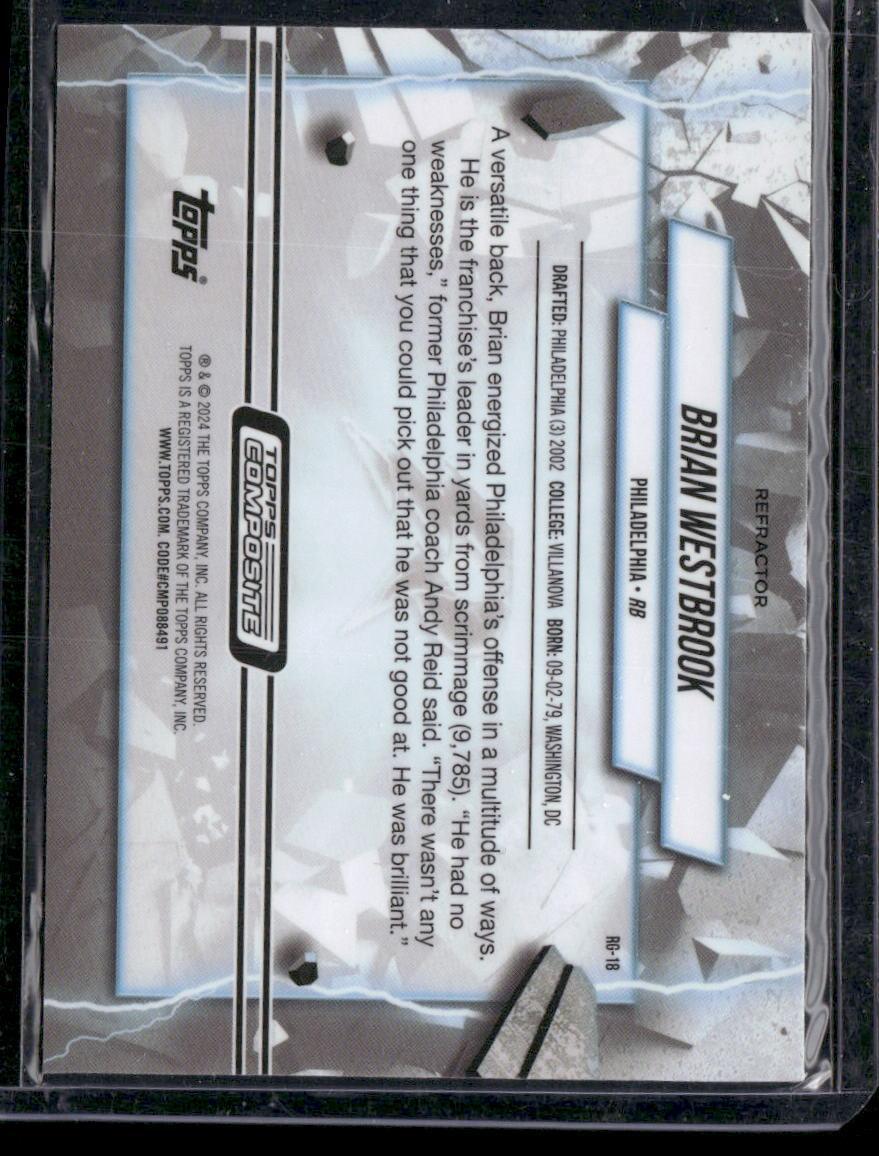 REFRACTOR
BRIAN WESTBROOK
PHILADELPHIA • RB
RG-18
DRAFTED: PHILADELPHIA (3) 2002 COLLEGE: VILLANOVA BORN: 09-02-79, WASHINGTON, DC
A versatile back, Brian energized Philadelphia's offense in a multitude of ways.
He is the franchise's leader in yards from scrimmage (9,785). "He had no
weaknesses," former Philadelphia coach Andy Reid said. "There wasn't any
one thing that you could pick out that he was not good at. He was brilliant."
TOPPS
COMPOSITE
topps®
® & © 2024 THE TOPPS COMPANY, INC. ALL RIGHTS RESERVED.
TOPPS IS A REGISTERED TRADEMARK OF THE TOPPS COMPANY, INC.
WWW.TOPPS.COM. CODE#CMP088491